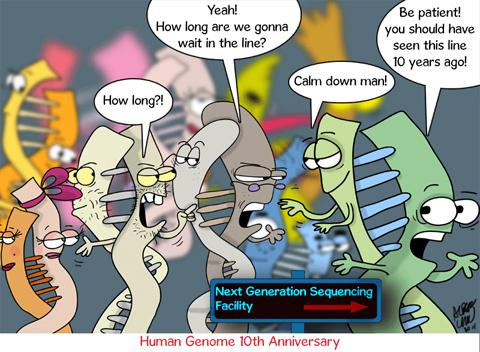 Yeah!
How long are we gonna
wait in the line?
Be patient!
you should have
seen this line
10 years ago!
How long?!
Calm down man!
Next Generation Sequencing
Facility
Human Genome 10th Anniversary